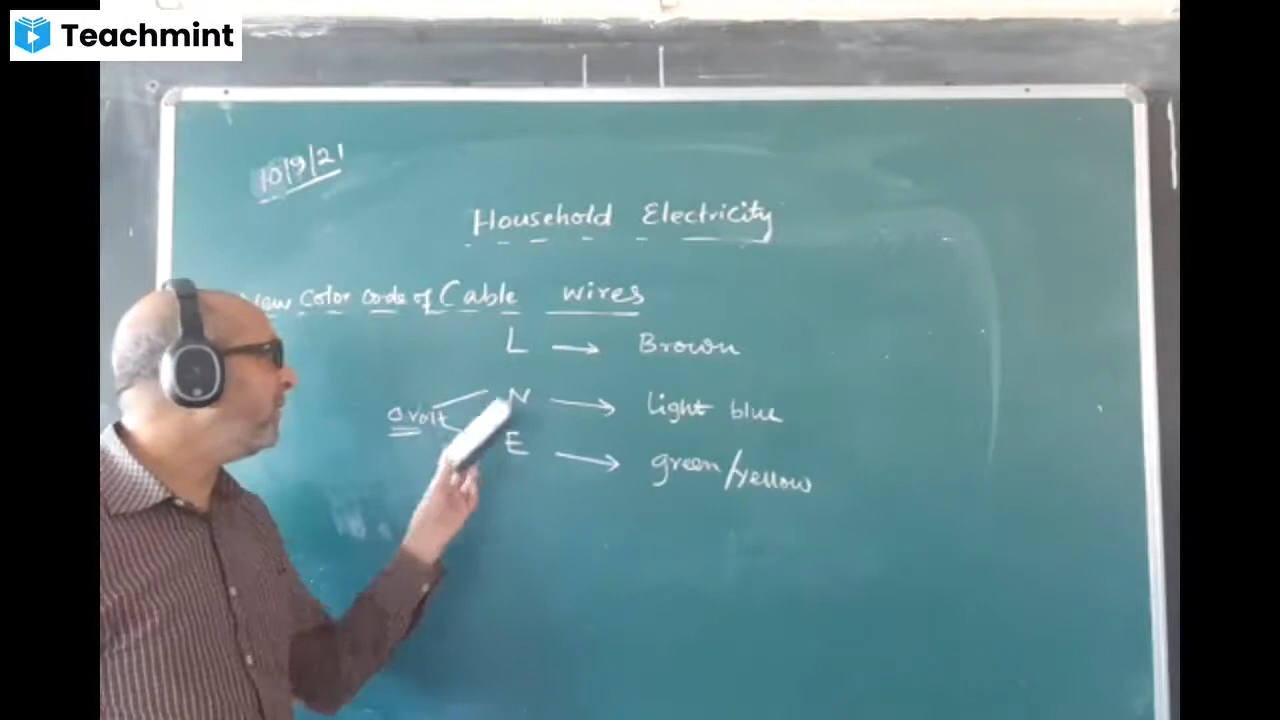 Teachmint
10/9/21
Household Electricity
New Color code of Cable wires
L → Brown
0 volt
N → light blue
E → green/yellow